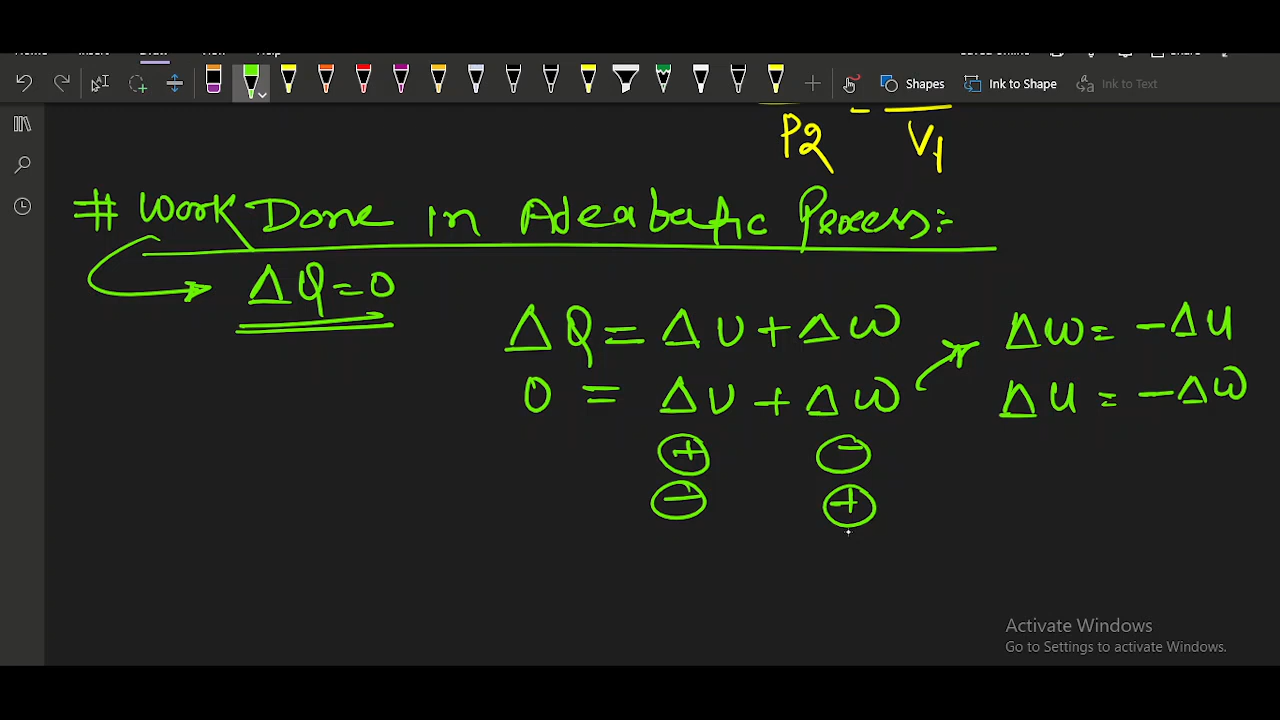 Shapes Ink to Shape Ink to Text
P2 = V1
# Work Done in Adeabatic Process:-
ΔQ=0
ΔQ = ΔU + ΔW
ΔW = -ΔU
0 = ΔU + ΔW
ΔU = -ΔW
+ -
- +
Activate Windows
Go to Settings to activate Windows.